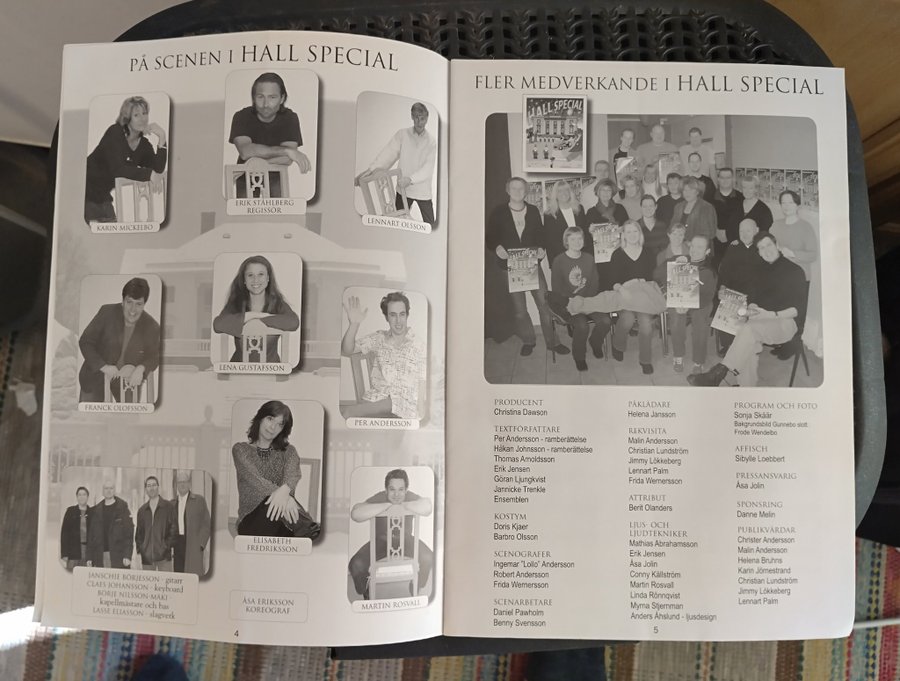 PÅ SCENEN I HALL SPECIAL
KARIN MICKELBO
ERIK STÅHLBERG
REGISSÖR
LENNART OLSSON
FRANCK OLOFSSON
LENA GUSTAFSSON
PER ANDERSSON
ELISABETH
FREDRIKSSON
MARTIN ROSVALL
JANSCHIE BÖRJESSON - gitarr
CLAES JOHANSSON - keyboard
BÖRJE NILSSON-MÄKI -
kapellmästare och bas
LASSE ELIASSON - slagverk
ÅSA ERIKSSON
KOREOGRAF
4
FLER MEDVERKANDE I HALL SPECIAL
HALL SPECIAL
PRODUCENT
Christina Dawson
TEXTFÖRFATTARE
Per Andersson - ramberättelse
Håkan Johnsson - ramberättelse
Thomas Arnoldsson
Erik Jensen
Göran Ljungkvist
Jannicke Trenkle
Ensemblen
KOSTYM
Doris Kjaer
Barbro Olsson
SCENOGRAFER
Ingemar "Lollo" Andersson
Robert Andersson
Frida Wernersson
SCENARBETARE
Daniel Pawholm
Benny Svensson
PÅKLÄDARE
Helena Jansson
REKVISITA
Malin Andersson
Christian Lundström
Jimmy Lökkeberg
Lennart Palm
Frida Wernersson
ATTRIBUT
Berit Olanders
LJUS- OCH
LJUDTEKNIKER
Mathias Abrahamsson
Erik Jensen
Åsa Jolin
Conny Källström
Martin Rosvall
Linda Rönnqvist
Myrna Stjernman
Anders Åhslund - ljusdesign
PROGRAM OCH FOTO
Sonja Skäär
Bakgrundsbild Gunnebo slott:
Frode Wendelbo
AFFISCH
Sibylle Loebbert
PRESSANSVARIG
Åsa Jolin
SPONSRING
Danne Melin
PUBLIKVÄRDAR
Christer Andersson
Malin Andersson
Helena Bruhns
Karin Jörnestrand
Christian Lundström
Jimmy Lökkeberg
Lennart Palm
5